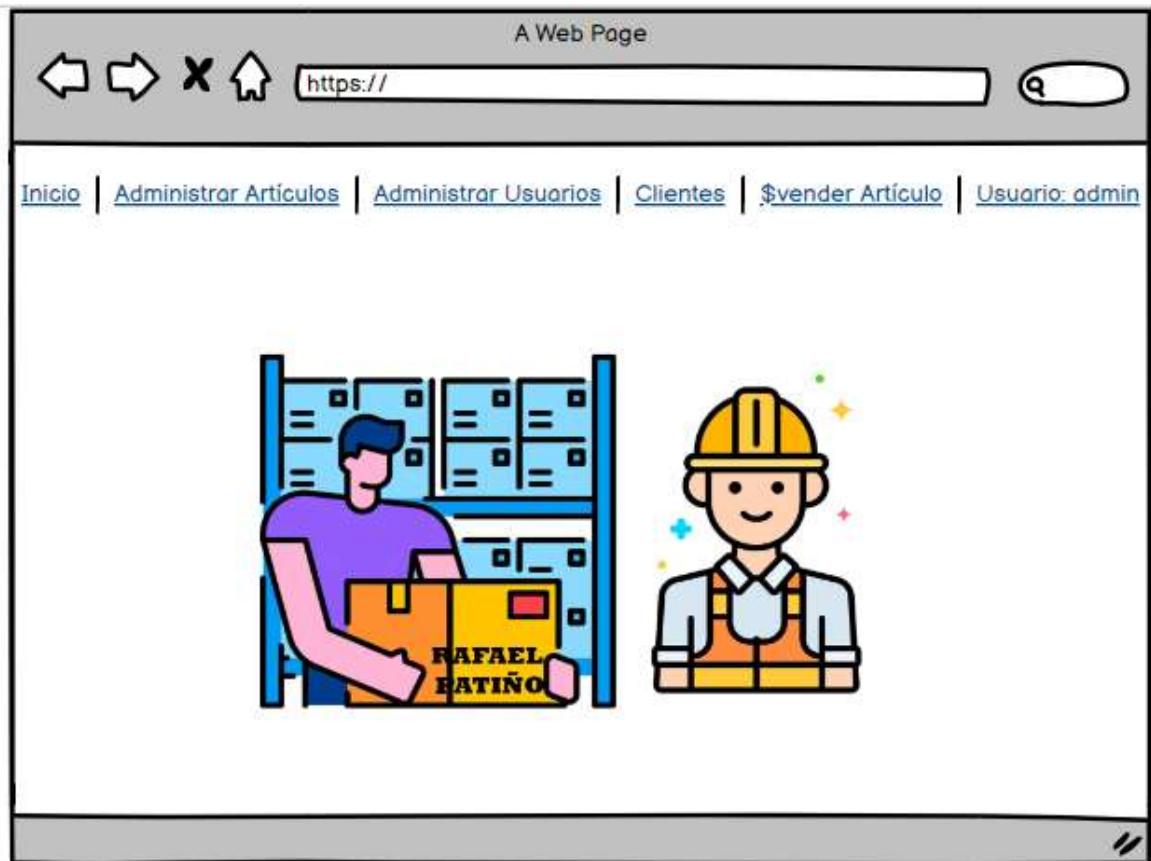 A Web Page
https://
Inicio | Administrar Artículos | Administrar Usuarios | Clientes | $vender Artículo | Usuario: admin
RAFAEL
PATIÑO